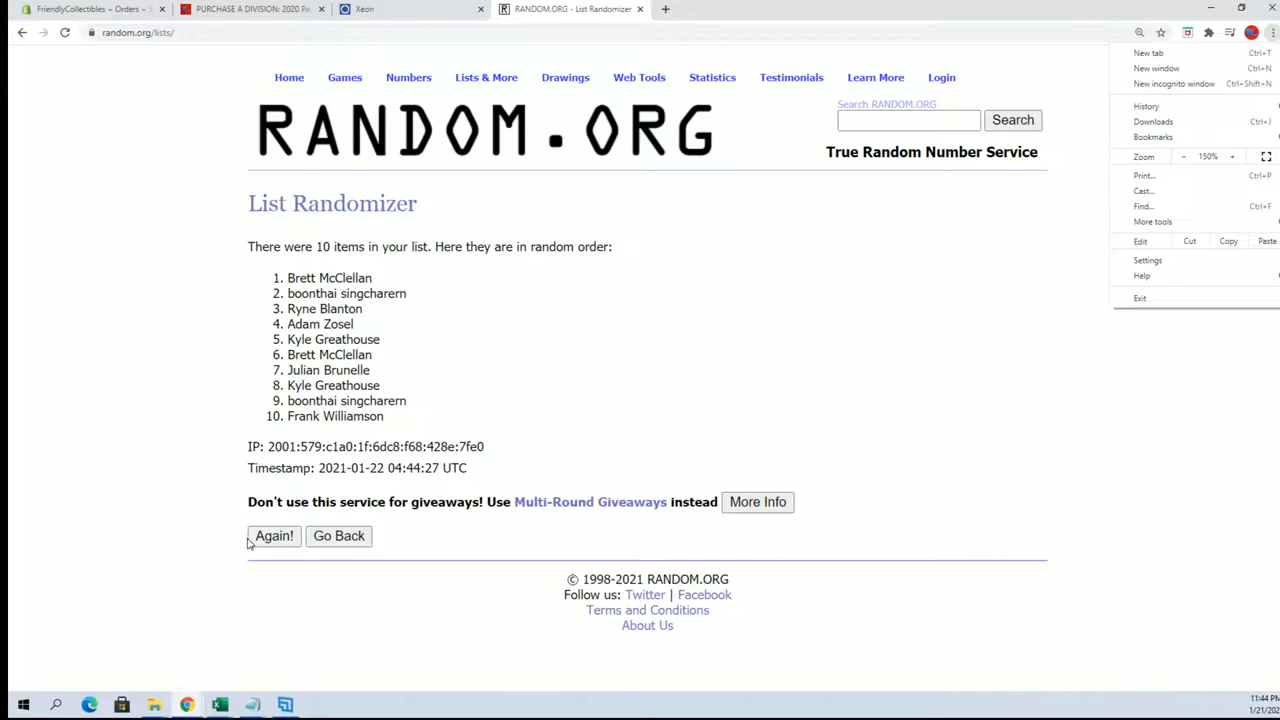 FriendlyCollectibles ~ Orders ~ S
PURCHASE A DIVISION: 2020 Pa
Xeon
RANDOM.ORG - List Randomizer
random.org/lists/
New tab Ctrl+T
New window Ctrl+N
New incognito window Ctrl+Shift+N
History
Downloads Ctrl+J
Bookmarks
Zoom − 150% +
Print... Ctrl+P
Cast...
Find... Ctrl+F
More tools
Edit Cut Copy Paste
Settings
Help
Exit
Home Games Numbers Lists & More Drawings Web Tools Statistics Testimonials Learn More Login
RANDOM.ORG
Search RANDOM.ORG
Search
True Random Number Service
List Randomizer
There were 10 items in your list. Here they are in random order:
1. Brett McClellan
2. boonthai singcharern
3. Ryne Blanton
4. Adam Zosel
5. Kyle Greathouse
6. Brett McClellan
7. Julian Brunelle
8. Kyle Greathouse
9. boonthai singcharern
10. Frank Williamson
IP: 2001:579:c1a0:1f:6dc8:f68:428e:7fe0
Timestamp: 2021-01-22 04:44:27 UTC
Don't use this service for giveaways! Use Multi-Round Giveaways instead More Info
Again! Go Back
© 1998-2021 RANDOM.ORG
Follow us: Twitter | Facebook
Terms and Conditions
About Us
11:44 PM
1/21/202